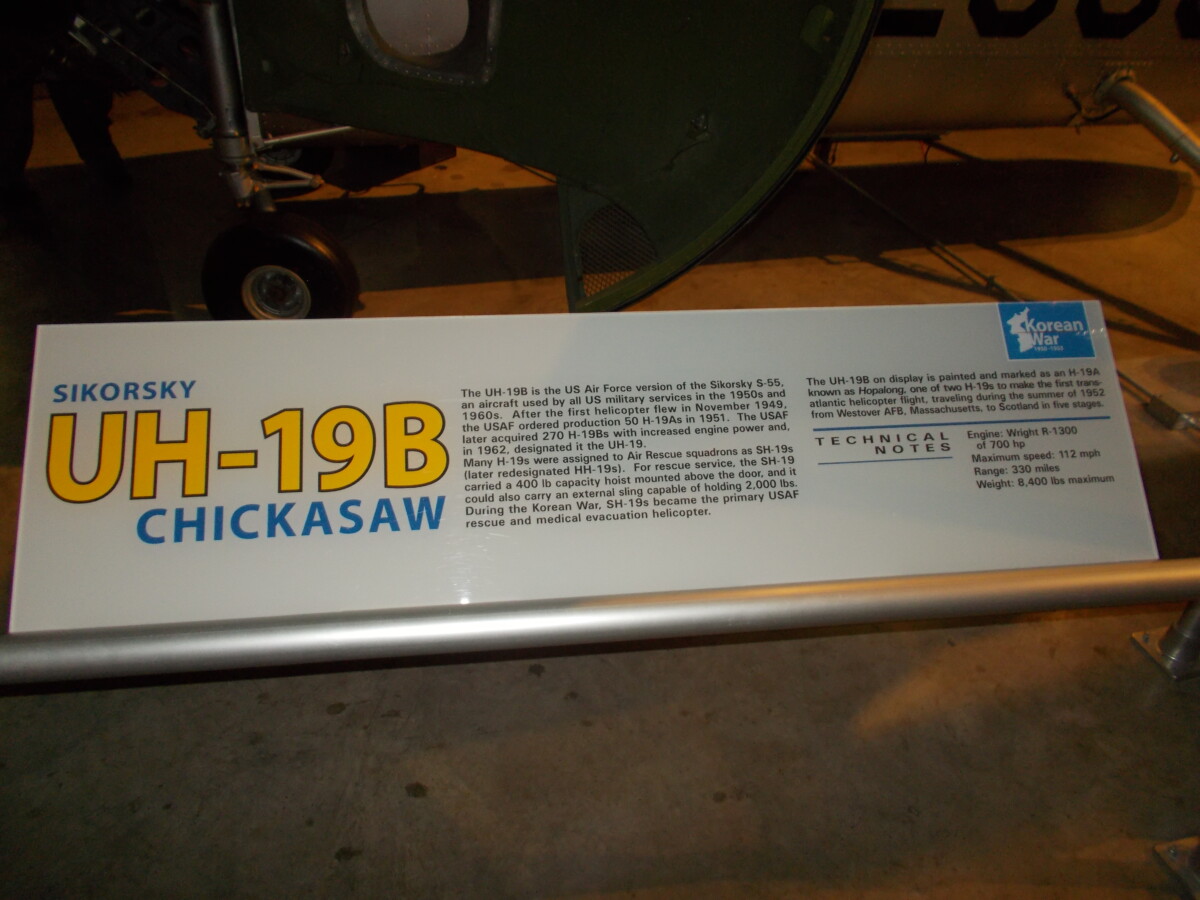 SIKORSKY
UH-19B
CHICKASAW
The UH-19B is the US Air Force version of the Sikorsky S-55,
an aircraft used by all US military services in the 1950s and
1960s. After the first helicopter flew in November 1949,
the USAF ordered production 50 H-19As in 1951. The USAF
later acquired 270 H-19Bs with increased engine power and,
in 1962, designated it the UH-19.
Many H-19s were assigned to Air Rescue squadrons as SH-19s
(later redesignated HH-19s). For rescue service, the SH-19
carried a 400 lb capacity hoist mounted above the door, and it
could also carry an external sling capable of holding 2,000 lbs.
During the Korean War, SH-19s became the primary USAF
rescue and medical evacuation helicopter.
Korean
War
1950-1953
The UH-19B on display is painted and marked as an H-19A
known as Hopalong, one of two H-19s to make the first trans-
atlantic helicopter flight, traveling during the summer of 1952
from Westover AFB, Massachusetts, to Scotland in five stages.
TECHNICAL
NOTES
Engine: Wright R-1300
of 700 hp
Maximum speed: 112 mph
Range: 330 miles
Weight: 8,400 lbs maximum